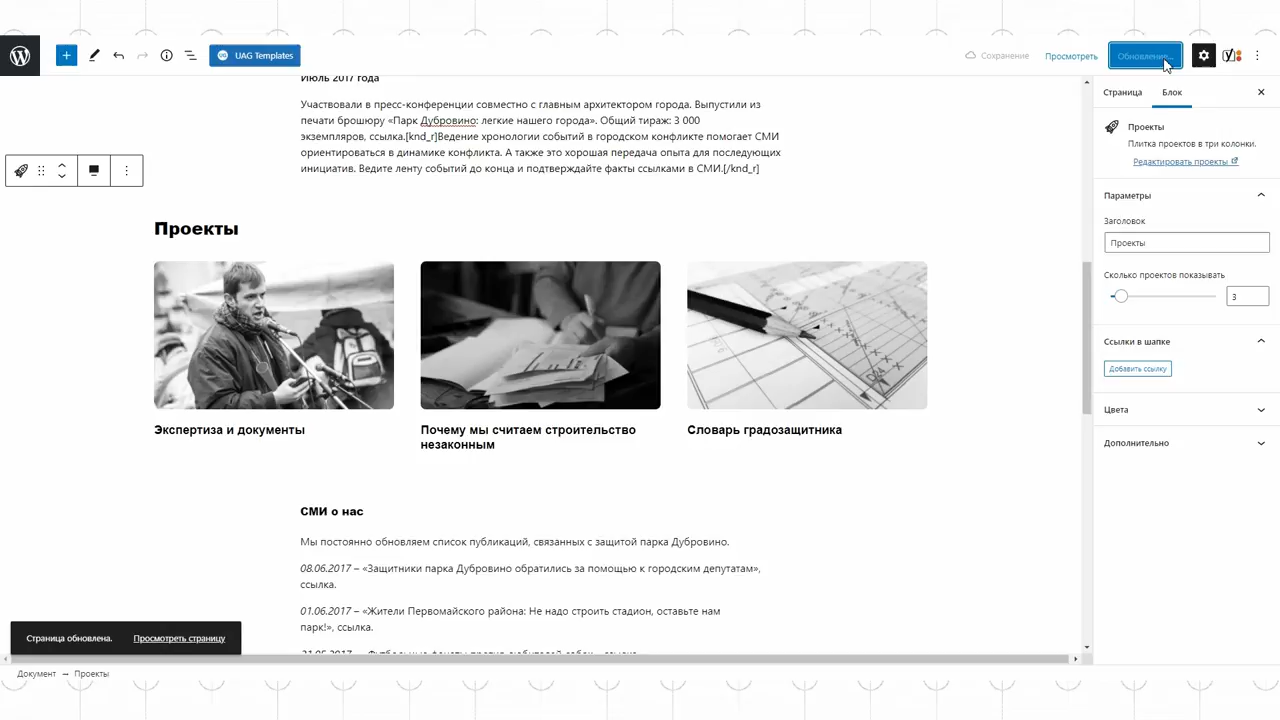 UAG Templates
Сохранение
Просмотреть
Обновление...
Июль 2017 года
Участвовали в пресс-конференции совместно с главным архитектором города. Выпустили из
печати брошюру «Парк Дубровино: легкие нашего города». Общий тираж: 3 000
экземпляров, ссылка.[knd_r]Ведение хронологии событий в городском конфликте помогает СМИ
ориентироваться в динамике конфликта. А также это хорошая передача опыта для последующих
инициатив. Ведите ленту событий до конца и подтверждайте факты ссылками в СМИ.[/knd_r]
Проекты
Экспертиза и документы
Почему мы считаем строительство
незаконным
Словарь градозащитника
СМИ о нас
Мы постоянно обновляем список публикаций, связанных с защитой парка Дубровино.
08.06.2017 – «Защитники парка Дубровино обратились за помощью к городским депутатам»,
ссылка.
01.06.2017 – «Жители Первомайского района: Не надо строить стадион, оставьте нам
парк!», ссылка.
Страница обновлена.
Просмотреть страницу
Документ → Проекты
Страница
Блок
Проекты
Плитка проектов в три колонки.
Редактировать проекты
Параметры
Заголовок
Проекты
Сколько проектов показывать
3
Ссылки в шапке
Добавить ссылку
Цвета
Дополнительно